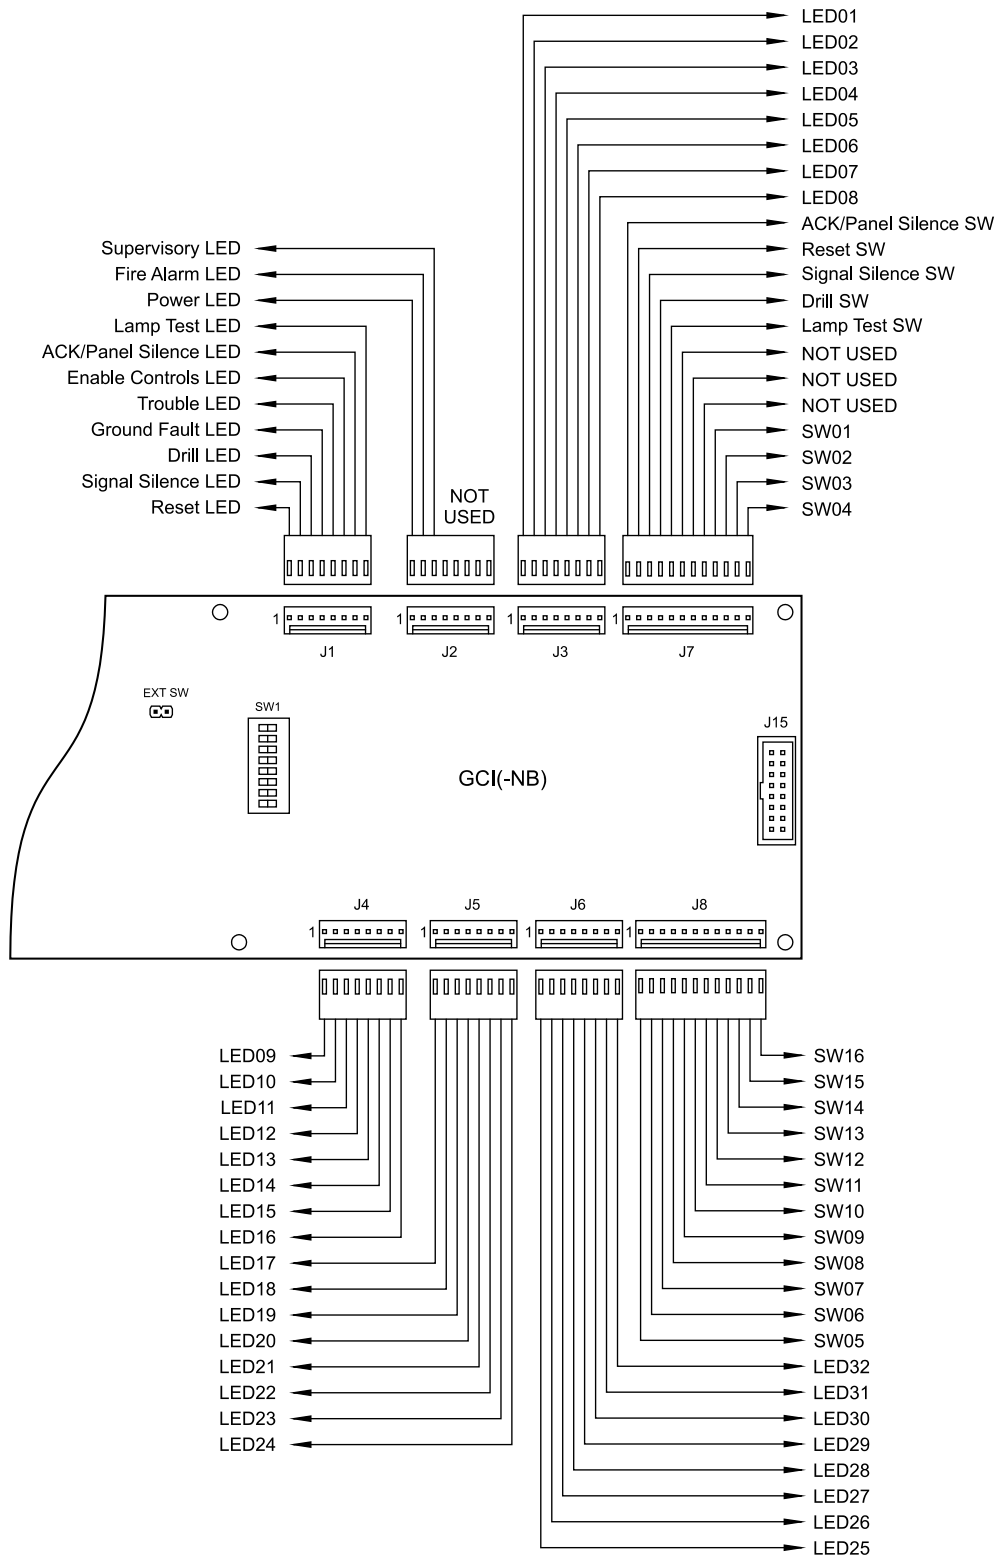 LED01
LED02
LED03
LED04
LED05
LED06
LED07
LED08
ACK/Panel Silence SW
Reset SW
Signal Silence SW
Drill SW
Lamp Test SW
NOT USED
NOT USED
NOT USED
SW01
SW02
SW03
SW04
Supervisory LED
Fire Alarm LED
Power LED
Lamp Test LED
ACK/Panel Silence LED
Enable Controls LED
Trouble LED
Ground Fault LED
Drill LED
Signal Silence LED
Reset LED
NOT
USED
1
1
1
1
J1
J2
J3
J7
EXT SW
SW1
J15
GCI(-NB)
J4
J5
J6
J8
1
1
1
1
LED09
LED10
LED11
LED12
LED13
LED14
LED15
LED16
LED17
LED18
LED19
LED20
LED21
LED22
LED23
LED24
SW16
SW15
SW14
SW13
SW12
SW11
SW10
SW09
SW08
SW07
SW06
SW05
LED32
LED31
LED30
LED29
LED28
LED27
LED26
LED25